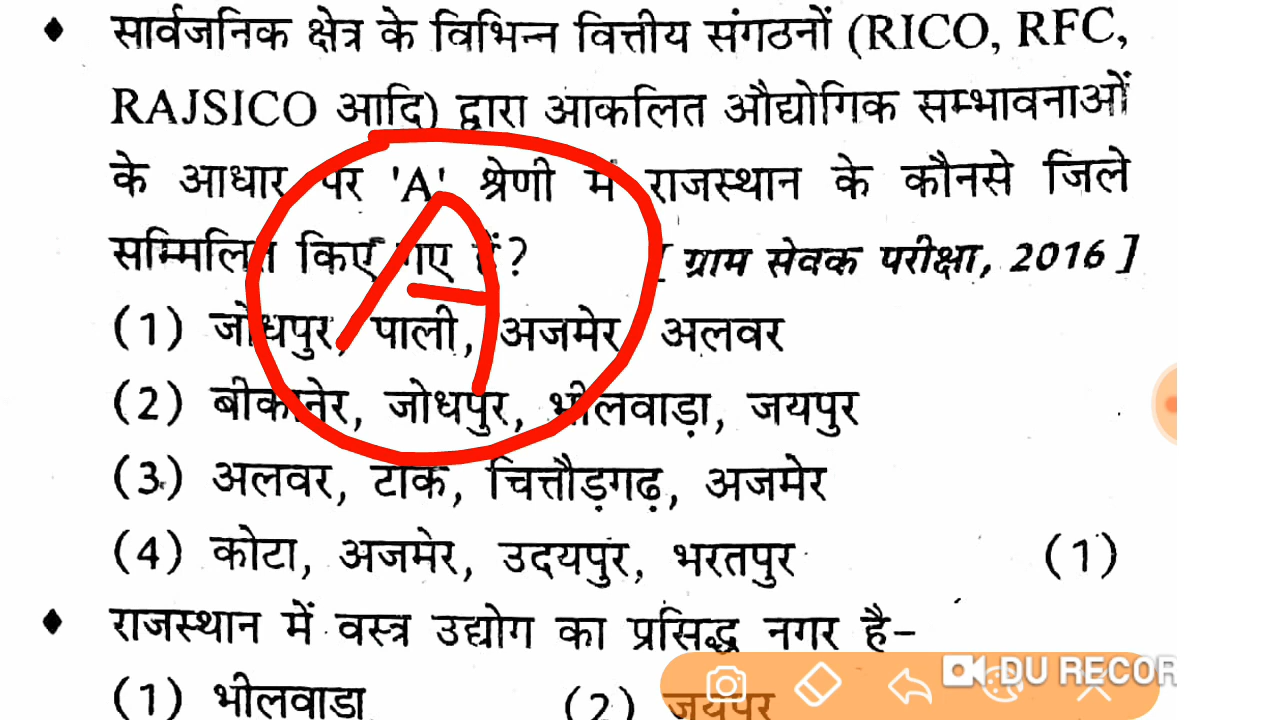 ♦ सार्वजनिक क्षेत्र के विभिन्न वित्तीय संगठनों (RICO, RFC,
RAJSICO आदि) द्वारा आकलित औद्योगिक सम्भावनाओं
के आधार पर 'A' श्रेणी में राजस्थान के कौनसे जिले
सम्मिलित किए गए हैं? [ ग्राम सेवक परीक्षा, 2016 ]
A
(1) जोधपुर, पाली, अजमेर, अलवर
(2) बीकानेर, जोधपुर, भीलवाड़ा, जयपुर
(3) अलवर, टोंक, चित्तौड़गढ़, अजमेर
(4) कोटा, अजमेर, उदयपुर, भरतपुर (1)
♦ राजस्थान में वस्त्र उद्योग का प्रसिद्ध नगर है-
(1) भीलवाडा (2) जयपुर
DU RECOR